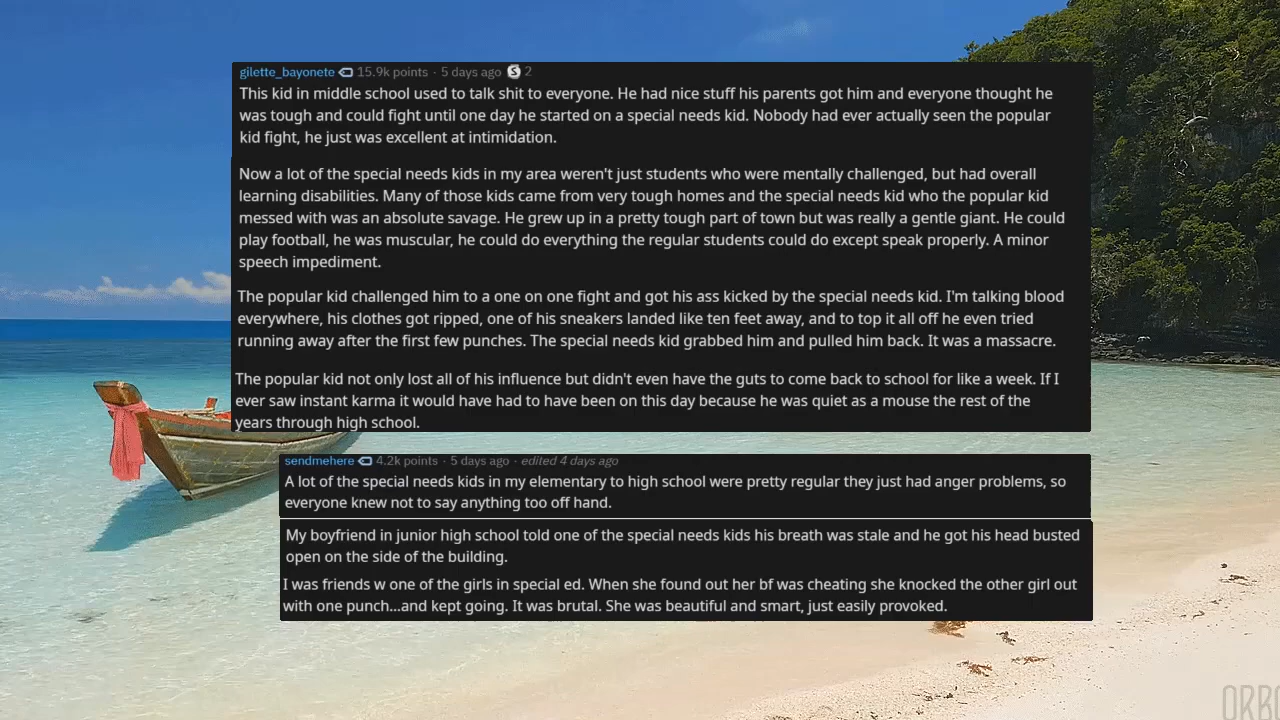 gilette_bayonete 15.9k points · 5 days ago S 2
This kid in middle school used to talk shit to everyone. He had nice stuff his parents got him and everyone thought he
was tough and could fight until one day he started on a special needs kid. Nobody had ever actually seen the popular
kid fight, he just was excellent at intimidation.
Now a lot of the special needs kids in my area weren't just students who were mentally challenged, but had overall
learning disabilities. Many of those kids came from very tough homes and the special needs kid who the popular kid
messed with was an absolute savage. He grew up in a pretty tough part of town but was really a gentle giant. He could
play football, he was muscular, he could do everything the regular students could do except speak properly. A minor
speech impediment.
The popular kid challenged him to a one on one fight and got his ass kicked by the special needs kid. I'm talking blood
everywhere, his clothes got ripped, one of his sneakers landed like ten feet away, and to top it all off he even tried
running away after the first few punches. The special needs kid grabbed him and pulled him back. It was a massacre.
The popular kid not only lost all of his influence but didn't even have the guts to come back to school for like a week. If I
ever saw instant karma it would have had to have been on this day because he was quiet as a mouse the rest of the
years through high school.
sendmehere 4.2k points · 5 days ago · edited 4 days ago
A lot of the special needs kids in my elementary to high school were pretty regular they just had anger problems, so
everyone knew not to say anything too off hand.
My boyfriend in junior high school told one of the special needs kids his breath was stale and he got his head busted
open on the side of the building.
I was friends w one of the girls in special ed. When she found out her bf was cheating she knocked the other girl out
with one punch...and kept going. It was brutal. She was beautiful and smart, just easily provoked.